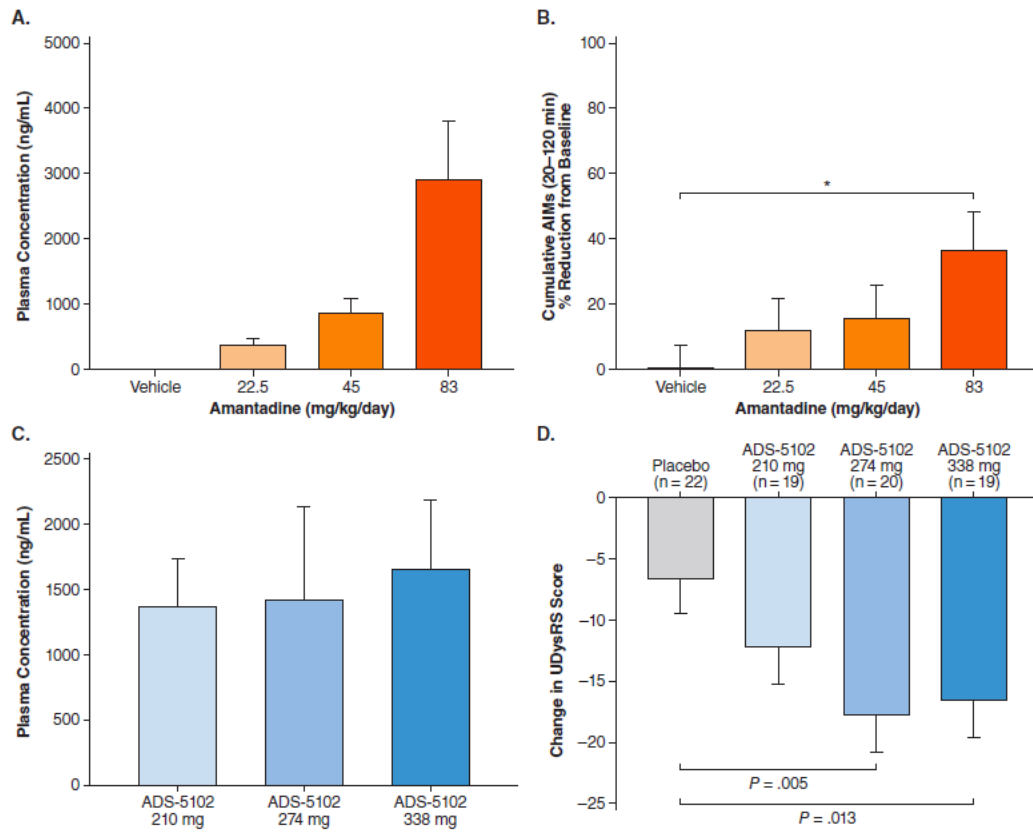 A.
Plasma Concentration (ng/mL)
5000
4000
3000
2000
1000
0
Vehicle
22.5
45
83
Amantadine (mg/kg/day)
B.
Cumulative AIMs (20–120 min)
% Reduction from Baseline
100
80
60
40
20
0
*
Vehicle
22.5
45
83
Amantadine (mg/kg/day)
C.
Plasma Concentration (ng/mL)
2500
2000
1500
1000
500
0
ADS-5102
210 mg
ADS-5102
274 mg
ADS-5102
338 mg
D.
Placebo
(n = 22)
ADS-5102
210 mg
(n = 19)
ADS-5102
274 mg
(n = 20)
ADS-5102
338 mg
(n = 19)
Change in UDysRS Score
0
–5
–10
–15
–20
–25
P = .005
P = .013